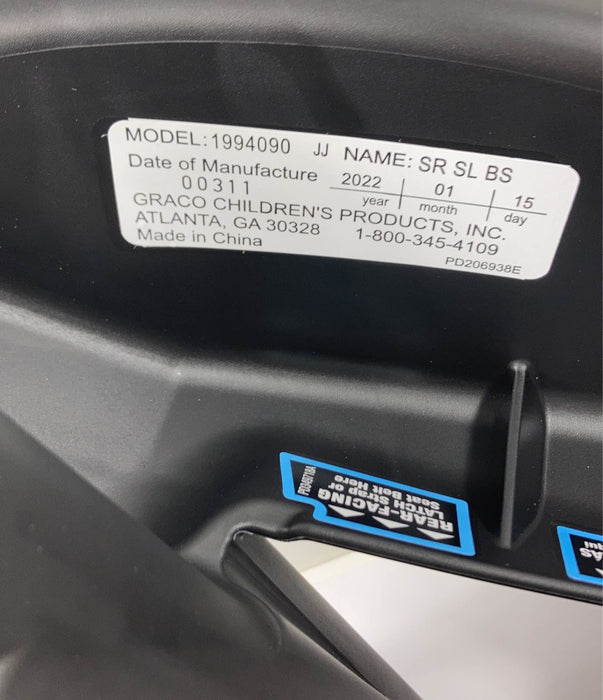 MODEL:1994090 JJ NAME: SR SL BS
Date of Manufacture 2022 01 15
00311 year month day
GRACO CHILDREN'S PRODUCTS, INC.
ATLANTA, GA 30328 1-800-345-4109
Made in China PD206938E
REAR-FACING
LATCH Strap or
Seat Belt Here
PD349718A